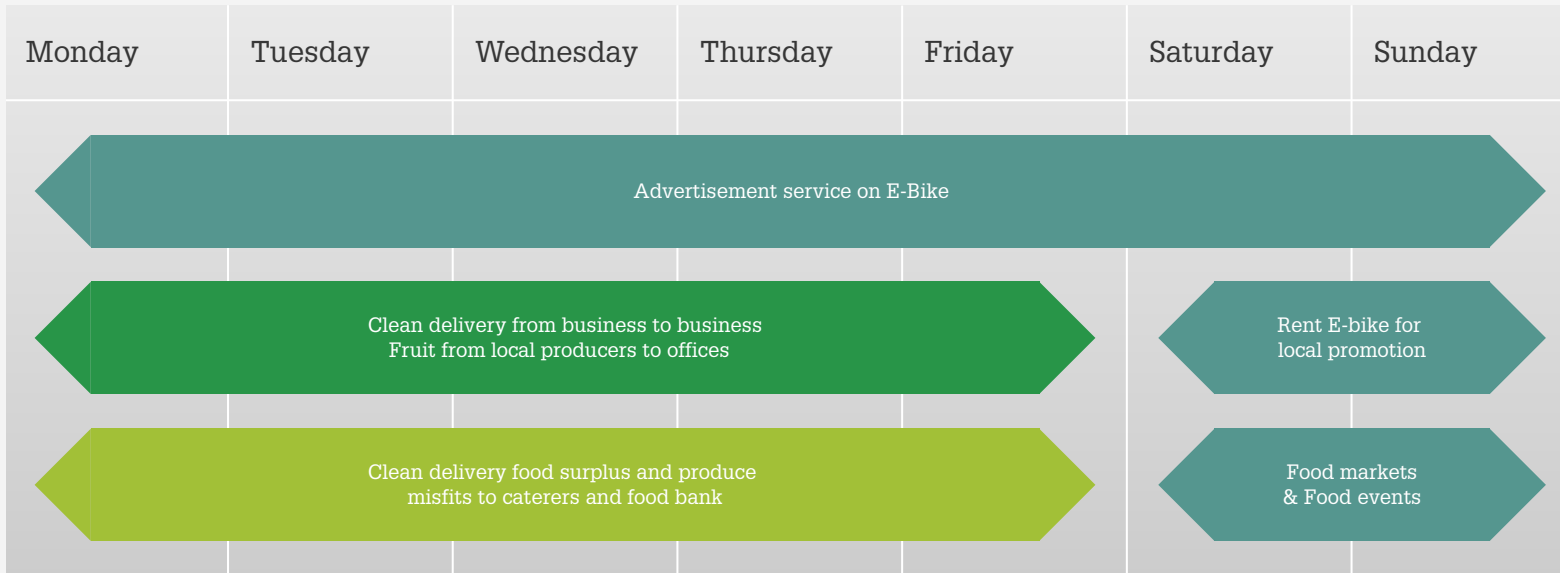 Monday
Tuesday
Wednesday
Thursday
Friday
Saturday
Sunday
Advertisement service on E-Bike
Clean delivery from business to business
Fruit from local producers to offices
Rent E-bike for
local promotion
Clean delivery food surplus and produce
misfits to caterers and food bank
Food markets
& Food events